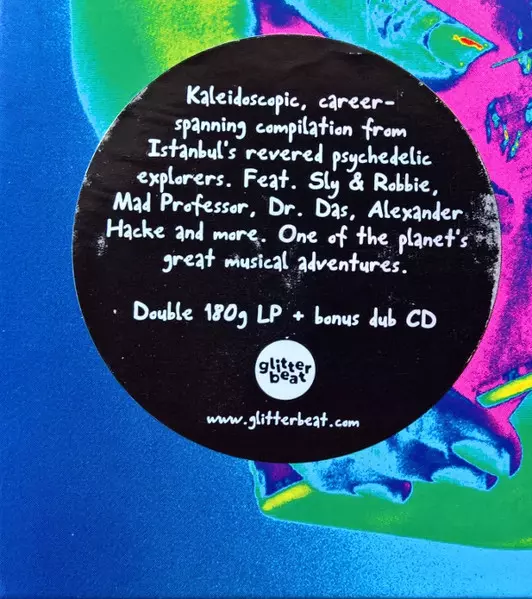 Kaleidoscopic, career-
spanning compilation from
Istanbul's revered psychedelic
explorers. Feat. Sly & Robbie,
Mad Professor, Dr. Das, Alexander
Hacke and more. One of the planet's
great musical adventures.
Double 180g LP + bonus dub CD
glitter
beat
www.glitterbeat.com